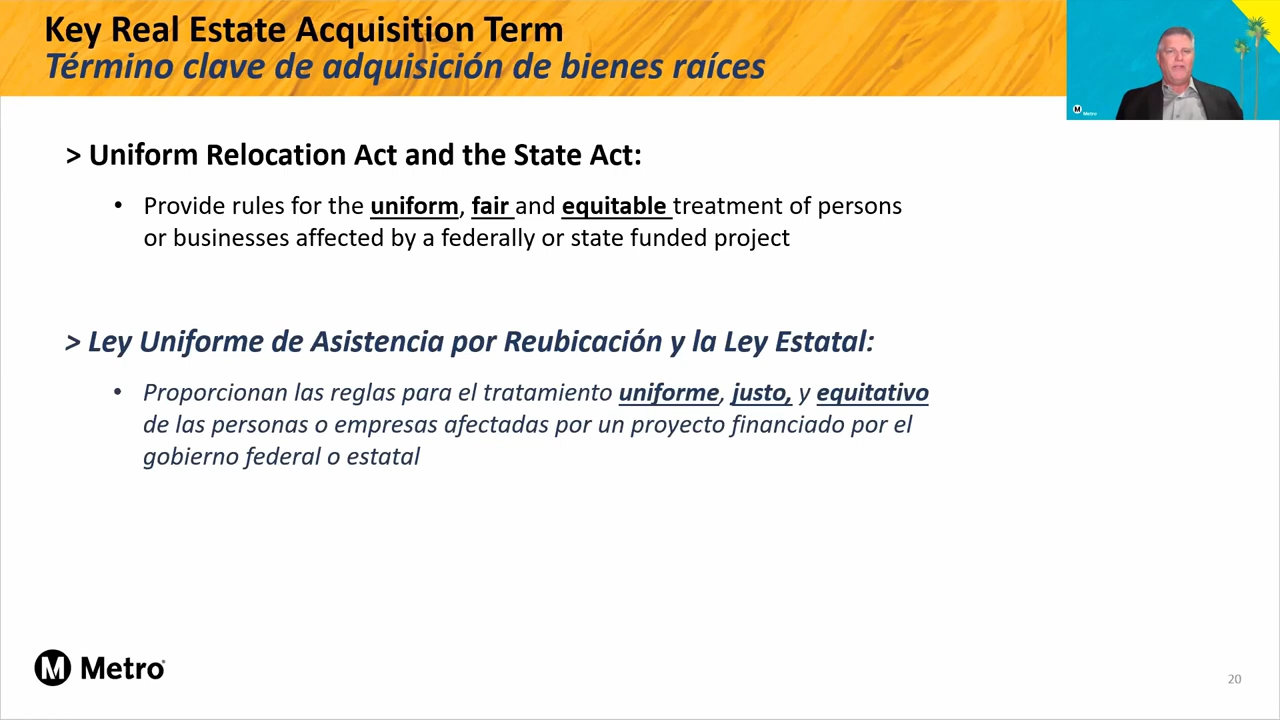 Key Real Estate Acquisition Term
Término clave de adquisición de bienes raíces
Metro
> Uniform Relocation Act and the State Act:
• Provide rules for the uniform, fair and equitable treatment of persons
or businesses affected by a federally or state funded project
> Ley Uniforme de Asistencia por Reubicación y la Ley Estatal:
• Proporcionan las reglas para el tratamiento uniforme, justo, y equitativo
de las personas o empresas afectadas por un proyecto financiado por el
gobierno federal o estatal
M Metro
20